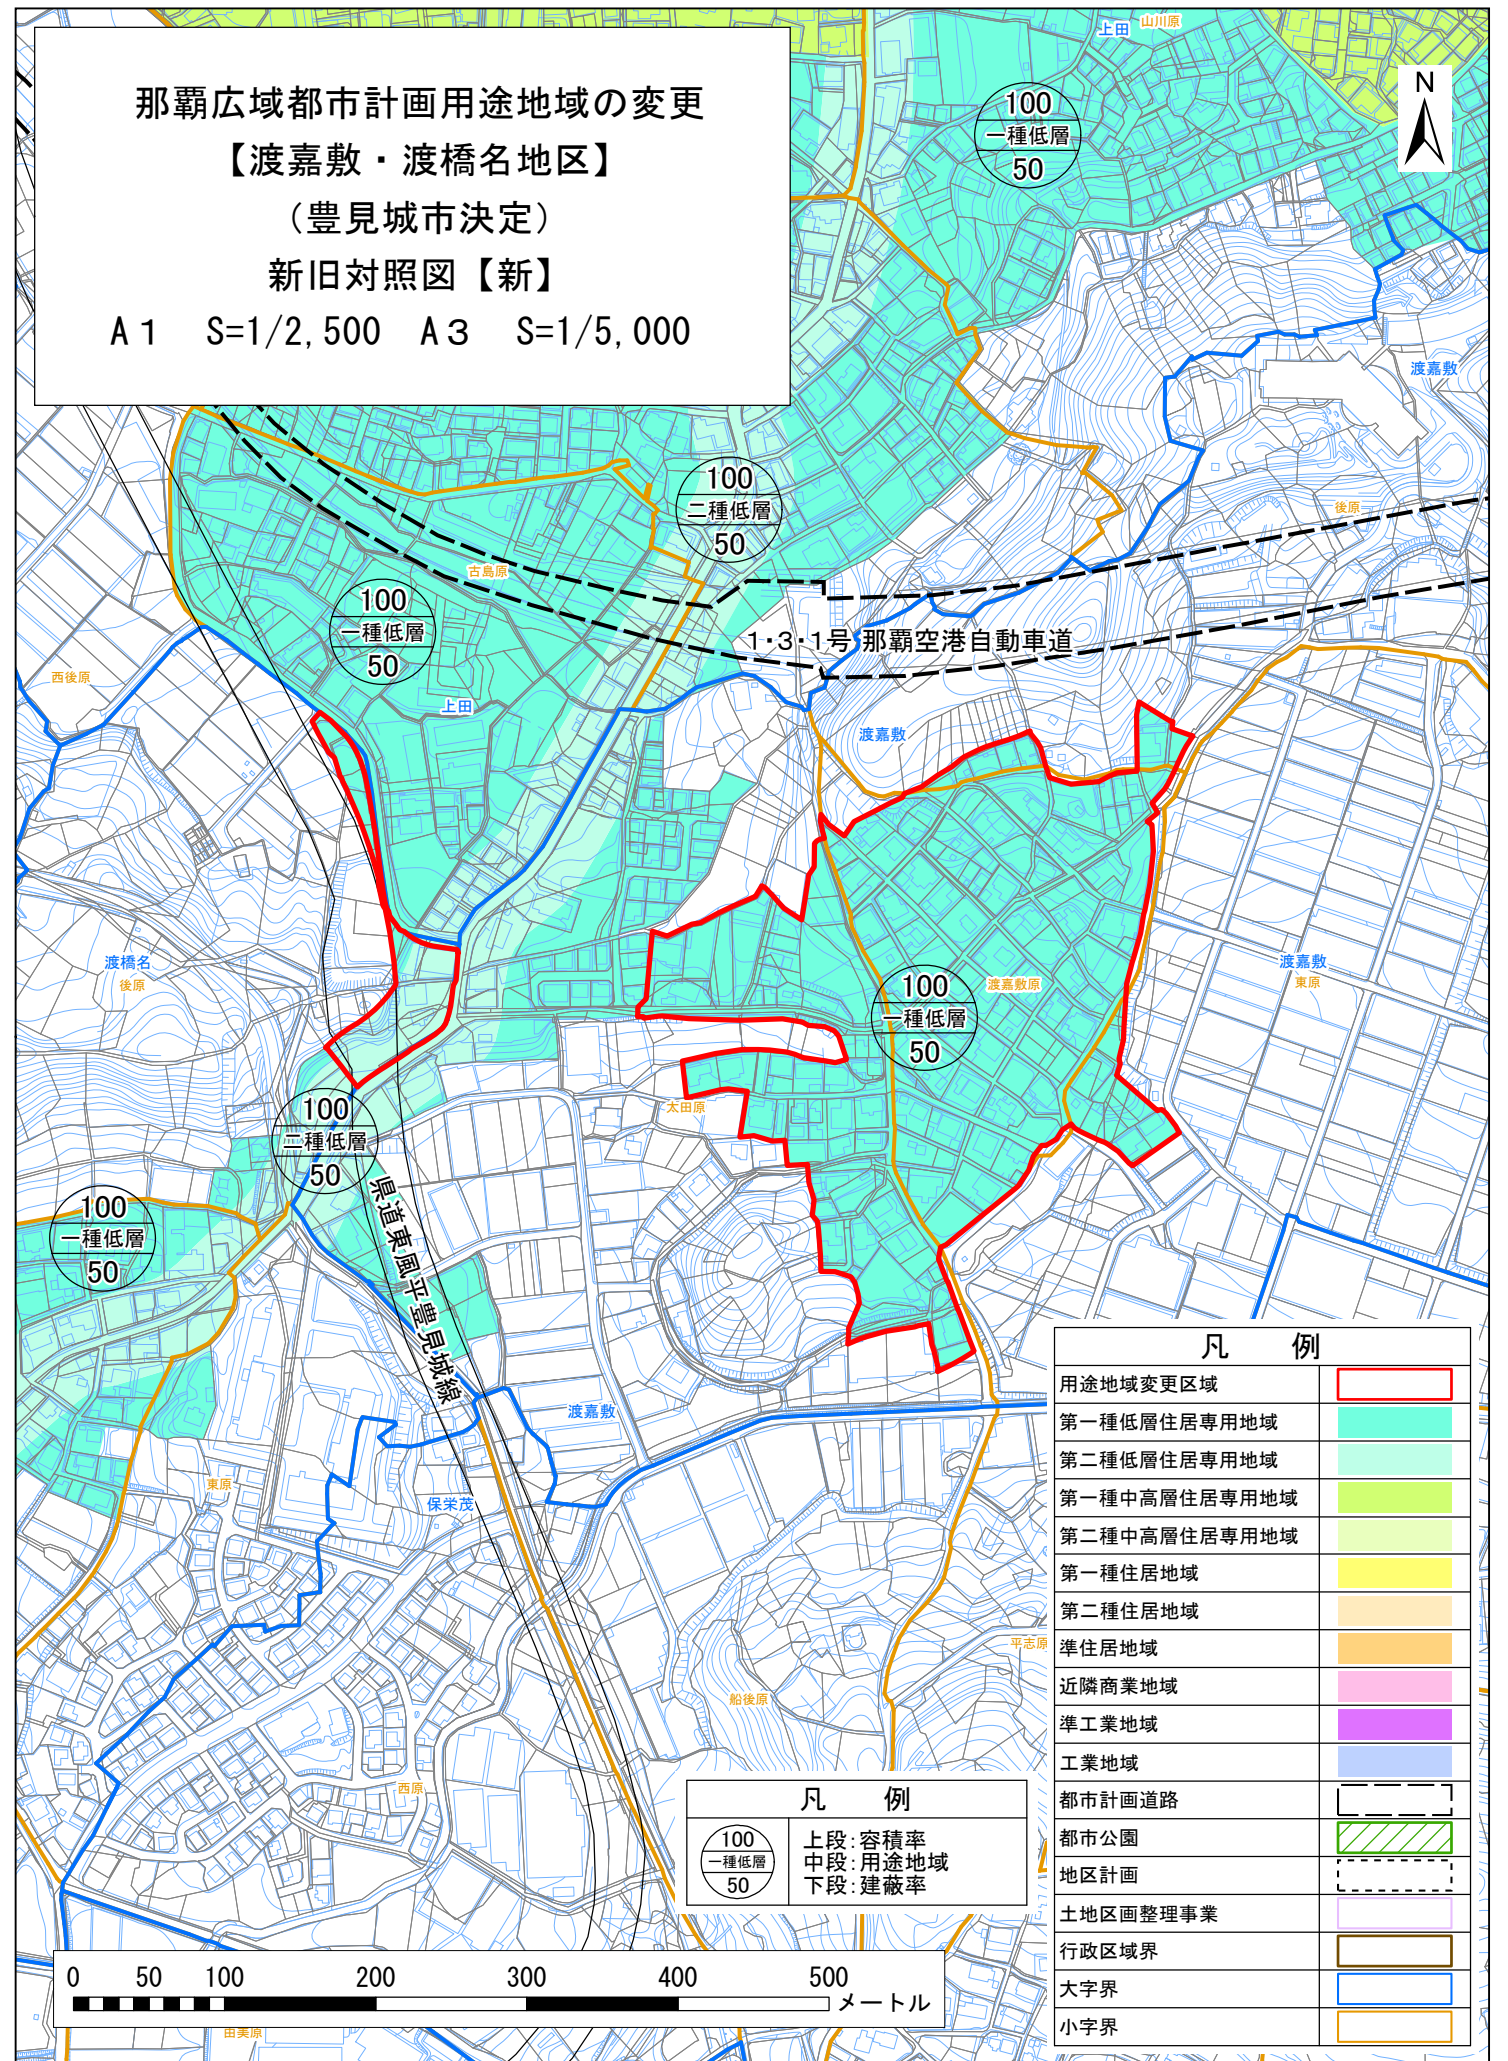 那覇広域都市計画用途地域の変更
【渡嘉敷・渡橋名地区】
（豊見城市決定）
新旧対照図【新】
A１ S=1/2,500 A３ S=1/5,000
上田
山川原
N
100
一種低層
50
渡嘉敷
100
二種低層
50
後原
古島原
100
一種低層
50
1・3・1号 那覇空港自動車道
西後原
上田
渡嘉敷
渡橋名
後原
渡嘉敷
東原
100
一種低層
50
渡嘉敷原
太田原
100
二種低層
50
県道東風平豊見城線
100
一種低層
50
渡嘉敷
東原
保栄茂
平志原
船後原
西原
由美原
凡 例
用途地域変更区域
第一種低層住居専用地域
第二種低層住居専用地域
第一種中高層住居専用地域
第二種中高層住居専用地域
第一種住居地域
第二種住居地域
準住居地域
近隣商業地域
準工業地域
工業地域
都市計画道路
都市公園
地区計画
土地区画整理事業
行政区域界
大字界
小字界
凡 例
100
一種低層
50
上段:容積率
中段:用途地域
下段:建蔽率
0 50 100 200 300 400 500
メートル